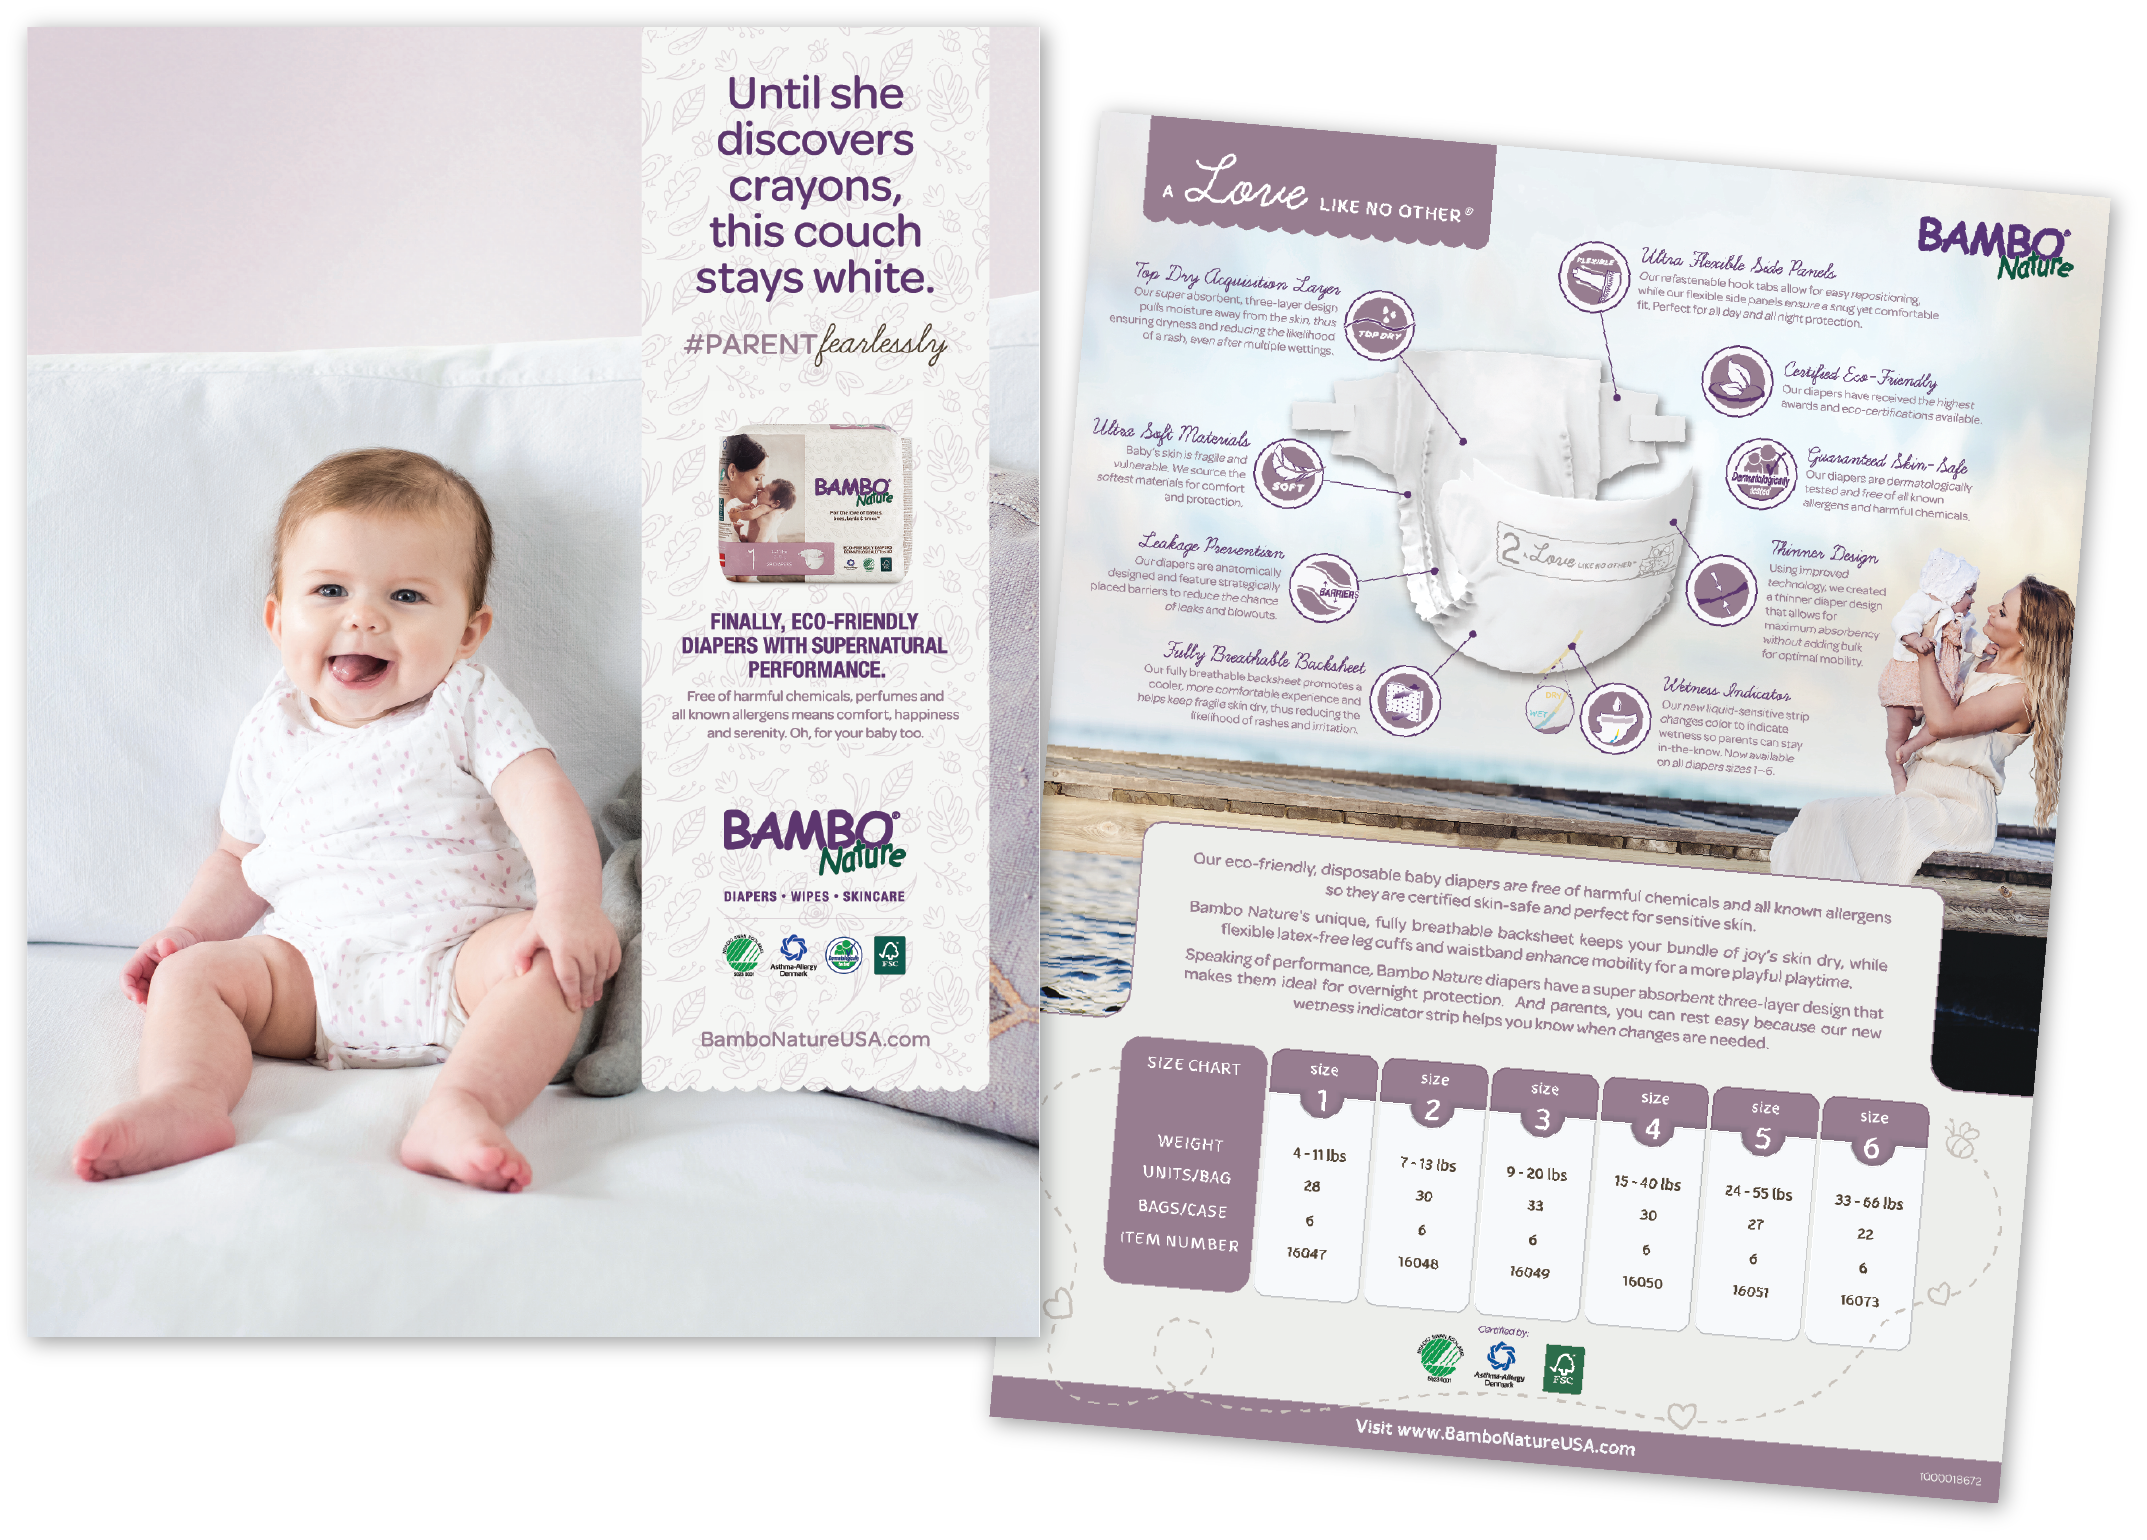 Until she
discovers
crayons,
this couch
stays white.
#PARENTfearlessly
BAMBO®
Nature
For the love of babies,
bees, birds & trees™
1
FINALLY, ECO-FRIENDLY
DIAPERS WITH SUPERNATURAL
PERFORMANCE.
Free of harmful chemicals, perfumes and
all known allergens means comfort, happiness
and serenity. Oh, for your baby too.
BAMBO®
Nature
DIAPERS • WIPES • SKINCARE
Asthma-Allergy
Denmark
Dermatologically
FSC
BamboNatureUSA.com
A Love LIKE NO OTHER®
BAMBO®
Nature
Top Dry Acquisition Layer
Our super absorbent, three-layer design
pulls moisture away from the skin, thus
ensuring dryness and reducing the likelihood
of a rash, even after multiple wettings.
TOP DRY
FLEXIBLE
Ultra Flexible Side Panels
Our refastenable hook tabs allow for easy repositioning,
while our flexible side panels ensure a snug yet comfortable
fit. Perfect for all day and all night protection.
Certified Eco-Friendly
Our diapers have received the highest
awards and eco-certifications available.
Ultra Soft Materials
Baby's skin is fragile and
vulnerable. We source the
softest materials for comfort
and protection.
SOFT
Dermatologically
tested
Guaranteed Skin-Safe
Our diapers are dermatologically
tested and free of all known
allergens and harmful chemicals.
2 A Love LIKE NO OTHER™
Leakage Prevention
Our diapers are anatomically
designed and feature strategically
placed barriers to reduce the chance
of leaks and blowouts.
BARRIERS
Thinner Design
Using improved
technology, we created
a thinner diaper design
that allows for
maximum absorbency
without adding bulk
for optimal mobility.
Fully Breathable Backsheet
Our fully breathable backsheet promotes a
cooler, more comfortable experience and
helps keep fragile skin dry, thus reducing the
likelihood of rashes and irritation.
DRY
WET
Wetness Indicator
Our new liquid-sensitive strip
changes color to indicate
wetness so parents can stay
in-the-know. Now available
on all diapers sizes 1-6.
Our eco-friendly, disposable baby diapers are free of harmful chemicals and all known allergens
so they are certified skin-safe and perfect for sensitive skin.
Bambo Nature's unique, fully breathable backsheet keeps your bundle of joy's skin dry, while
flexible latex-free leg cuffs and waistband enhance mobility for a more playful playtime.
Speaking of performance, Bambo Nature diapers have a super absorbent three-layer design that
makes them ideal for overnight protection. And parents, you can rest easy because our new
wetness indicator strip helps you know when changes are needed.
SIZE CHART size 1 size 2 size 3 size 4 size 5 size 6
WEIGHT 4-11 lbs 7-13 lbs 9-20 lbs 15-40 lbs 24-55 lbs 33-66 lbs
UNITS/BAG 28 30 33 30 27 22
BAGS/CASE 6 6 6 6 6 6
ITEM NUMBER 16047 16048 16049 16050 16051 16073
Certified by:
Asthma-Allergy
Denmark
FSC
Visit www.BamboNatureUSA.com
1000018672